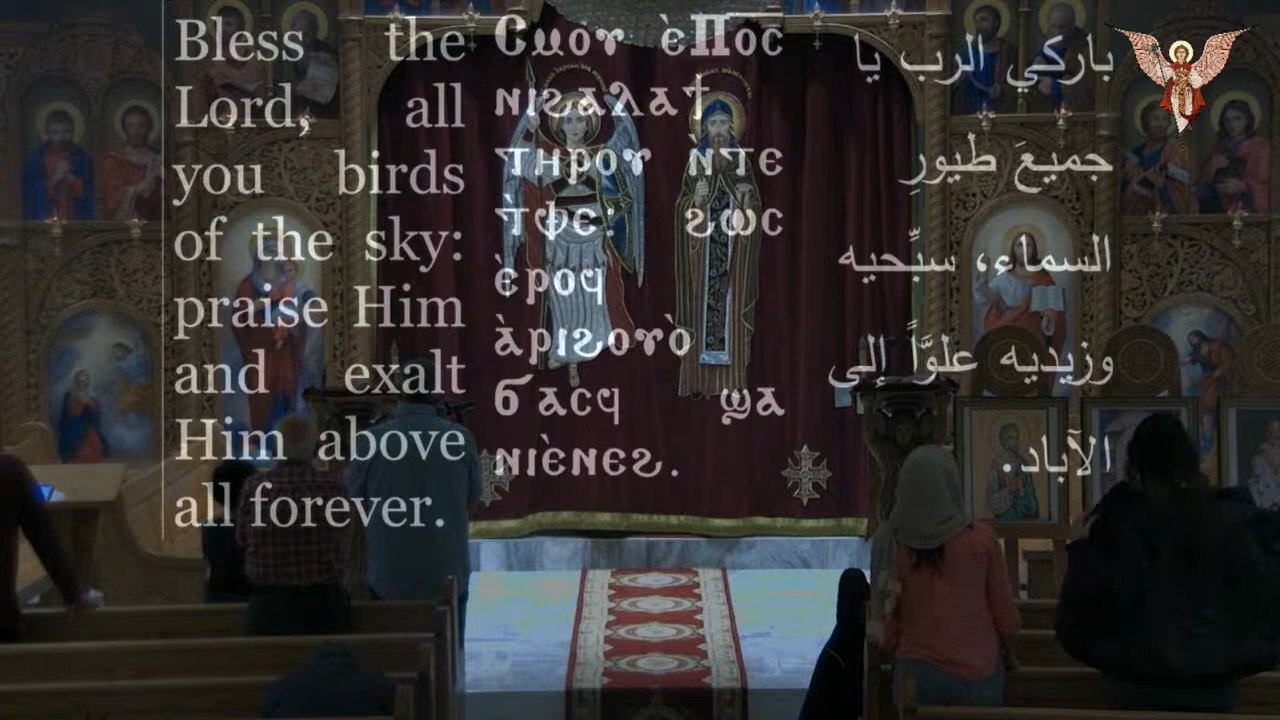 Bless the
Lord, all
you birds
of the sky:
praise Him
and exalt
Him above
all forever.
Ⲥⲙⲟⲩ ⲉ̀Ⲡⲟ̅ⲥ̅
ⲛⲓϩⲁⲗⲁϯ
ⲧⲏⲣⲟⲩ ⲛ̀ⲧⲉ
ⲧ̀ⲫⲉ: ϩⲱⲥ
ⲉ̀ⲣⲟϥ
ⲁ̀ⲣⲓϩⲟⲩⲟ̀
ϭⲁⲥϥ ϣⲁ
ⲛⲓⲉ̀ⲛⲉϩ.
باركي الرب يا
جميعَ طيورِ
السماء، سبِّحيه
وزيديه علوًّا إلى
الآباد.